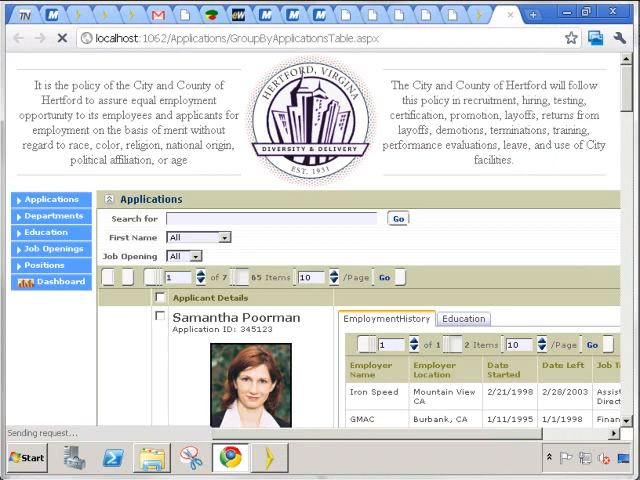 localhost:1062/Applications/GroupByApplicationsTable.aspx
It is the policy of the City and County of
Hertford to assure equal employment
opportunity to its employees and applicants for
employment on the basis of merit without
regard to race, color, religion, national origin,
political affiliation, or age
HERTFORD, VIRGINIA
DIVERSITY & DELIVERY
EST. 1931
The City and County of Hertford will follow
this policy in recruitment, hiring, testing,
certification, promotion, layoffs, returns from
layoffs, demotions, terminations, training,
performance evaluations, leave, and use of City
facilities.
Applications
Departments
Education
Job Openings
Positions
Dashboard
Applications
Search for Go
First Name All
Job Opening All
1 of 7 65 Items 10 /Page Go
Applicant Details
Samantha Poorman
Application ID: 345123
EmploymentHistory Education
1 of 1 2 Items 10 /Page Go
Employer Name Employer Location Date Started Date Left Job Ti
Iron Speed Mountain View CA 2/21/1998 2/28/2003 Assist Direct
GMAC Burbank, CA 1/11/1995 1/1/1998 Finan
Sending request...
Start